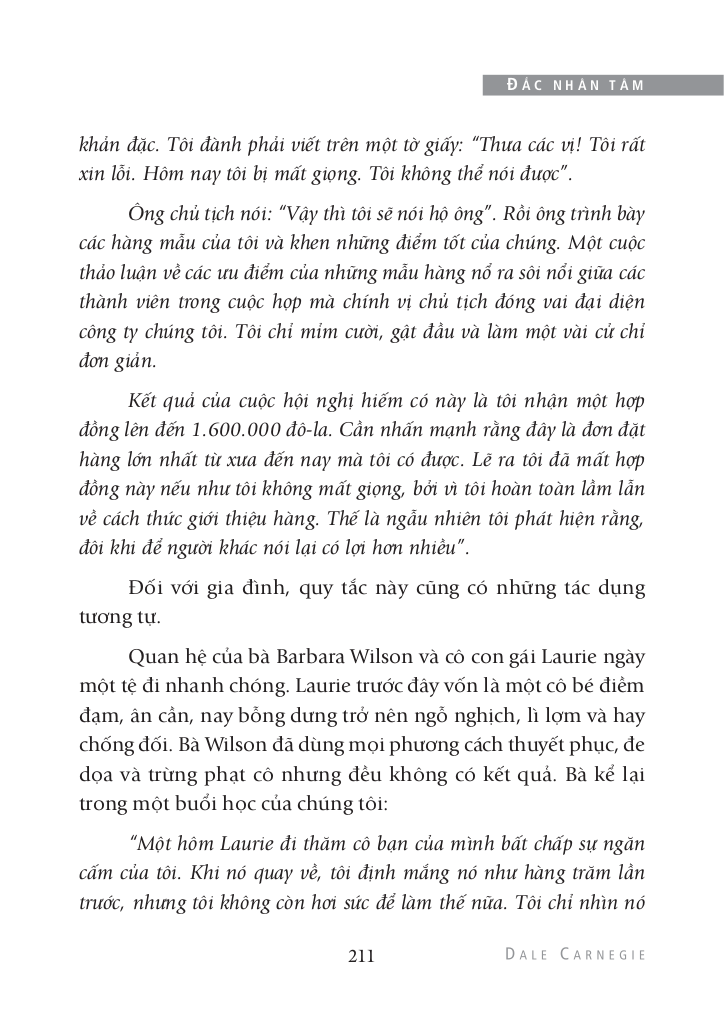 ĐẮC NHÂN TÂM
khản đặc. Tôi đành phải viết trên một tờ giấy: “Thưa các vị! Tôi rất
xin lỗi. Hôm nay tôi bị mất giọng. Tôi không thể nói được”.
Ông chủ tịch nói: “Vậy thì tôi sẽ nói hộ ông”. Rồi ông trình bày
các hàng mẫu của tôi và khen những điểm tốt của chúng. Một cuộc
thảo luận về các ưu điểm của những mẫu hàng nổ ra sôi nổi giữa các
thành viên trong cuộc họp mà chính vị chủ tịch đóng vai đại diện
công ty chúng tôi. Tôi chỉ mỉm cười, gật đầu và làm một vài cử chỉ
đơn giản.
Kết quả của cuộc hội nghị hiếm có này là tôi nhận một hợp
đồng lên đến 1.600.000 đô-la. Cần nhấn mạnh rằng đây là đơn đặt
hàng lớn nhất từ xưa đến nay mà tôi có được. Lẽ ra tôi đã mất hợp
đồng này nếu như tôi không mất giọng, bởi vì tôi hoàn toàn lầm lẫn
về cách thức giới thiệu hàng. Thế là ngẫu nhiên tôi phát hiện rằng,
đôi khi để người khác nói lại có lợi hơn nhiều”.
Đối với gia đình, quy tắc này cũng có những tác dụng
tương tự.
Quan hệ của bà Barbara Wilson và cô con gái Laurie ngày
một tệ đi nhanh chóng. Laurie trước đây vốn là một cô bé điềm
đạm, ân cần, nay bỗng dưng trở nên ngỗ nghịch, lì lợm và hay
chống đối. Bà Wilson đã dùng mọi phương cách thuyết phục, đe
dọa và trừng phạt cô nhưng đều không có kết quả. Bà kể lại
trong một buổi học của chúng tôi:
“Một hôm Laurie đi thăm cô bạn của mình bất chấp sự ngăn
cấm của tôi. Khi nó quay về, tôi định mắng nó như hàng trăm lần
trước, nhưng tôi không còn hơi sức để làm thế nữa. Tôi chỉ nhìn nó
211
DALE CARNEGIE